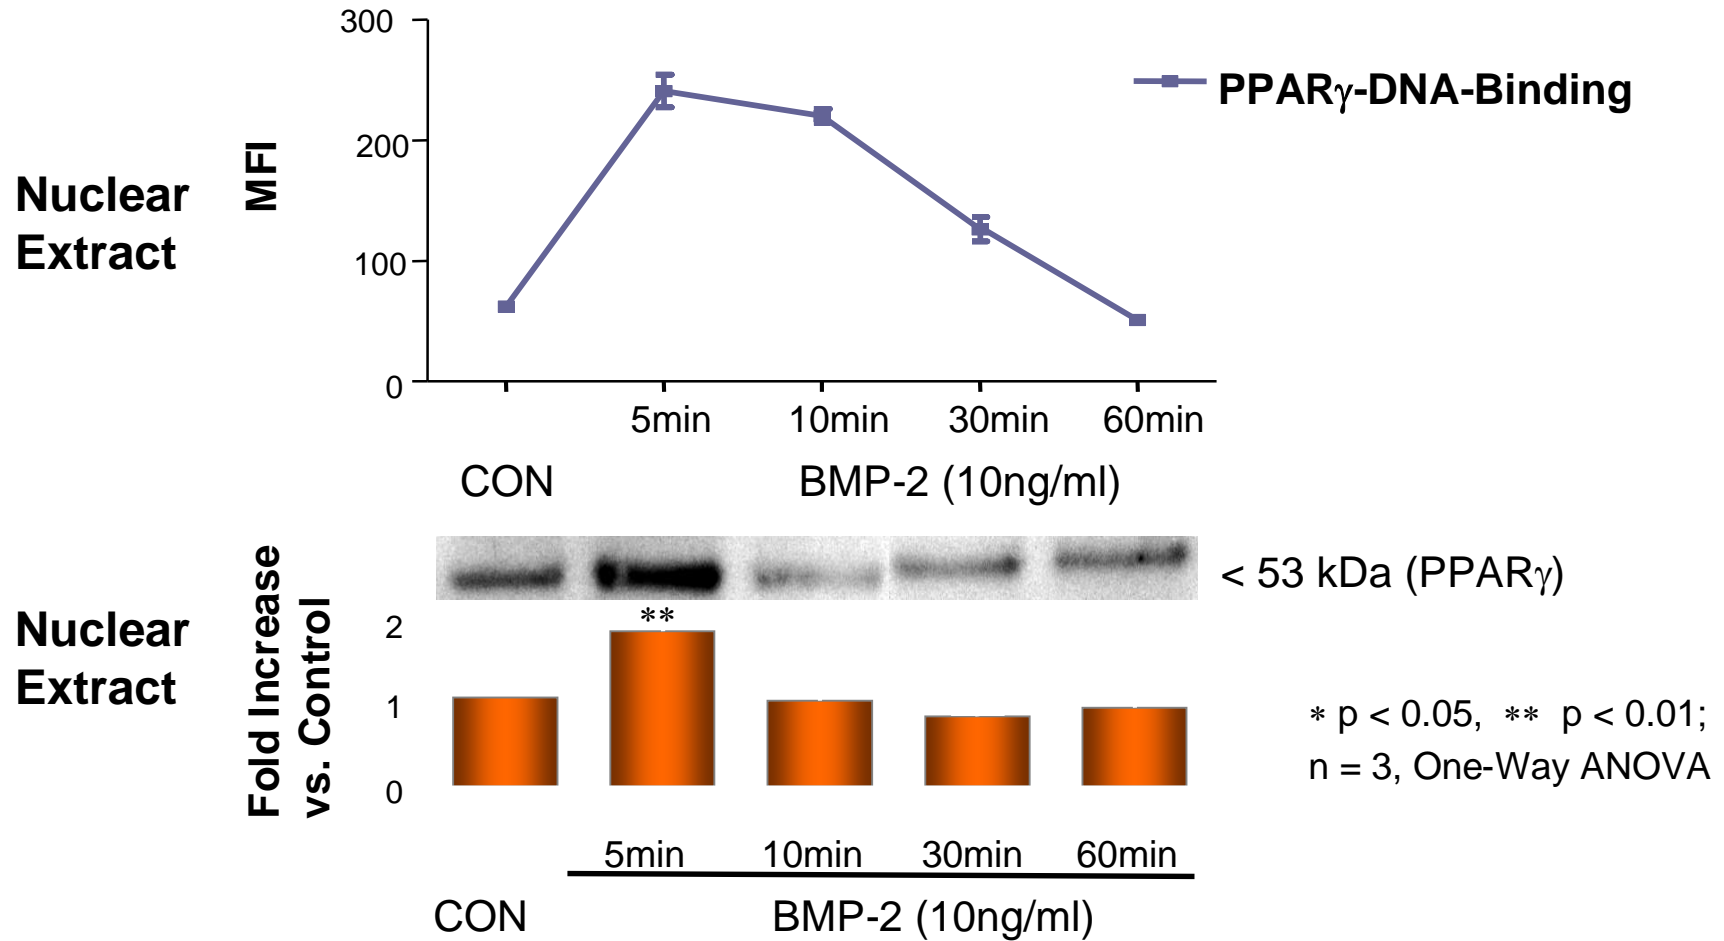 300
PPARγ-DNA-Binding
200
MFI
Nuclear
Extract
100
0
5min 10min 30min 60min
CON BMP-2 (10ng/ml)
< 53 kDa (PPARγ)
**
2
Nuclear
Extract
Fold Increase
vs. Control
1
0
* p < 0.05, ** p < 0.01;
n = 3, One-Way ANOVA
5min 10min 30min 60min
CON BMP-2 (10ng/ml)